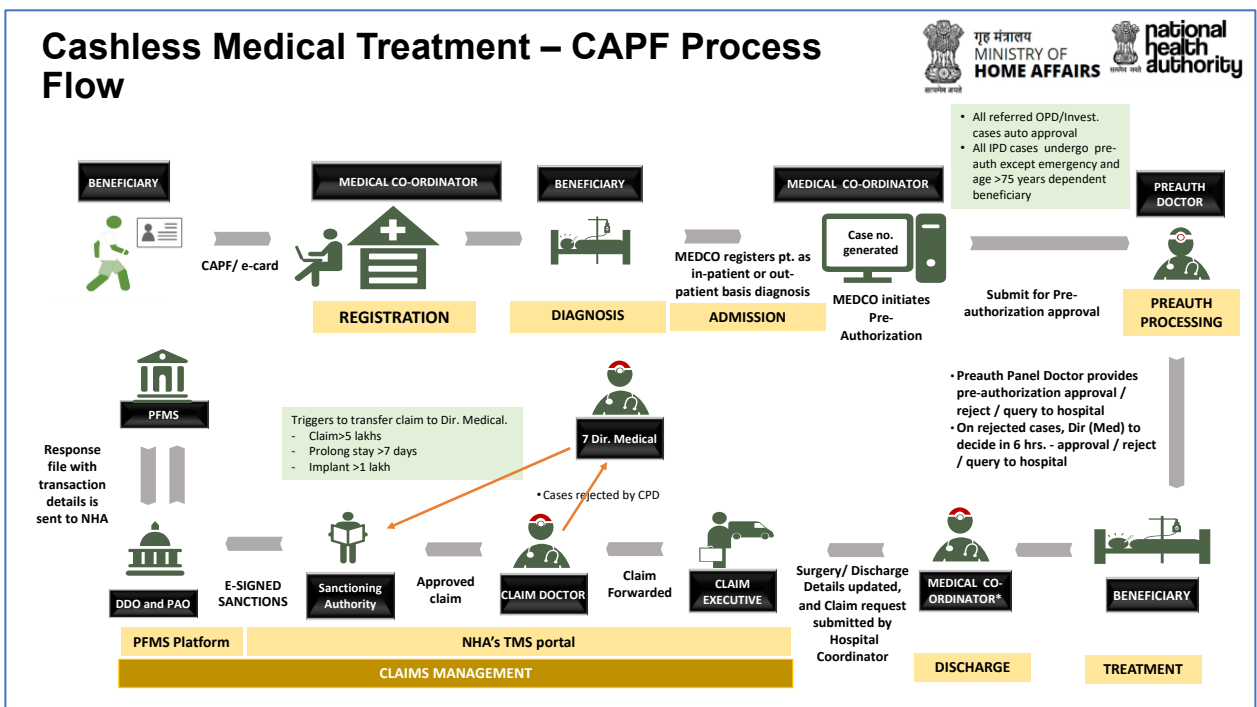 Cashless Medical Treatment – CAPF Process
Flow
गृह मंत्रालय
MINISTRY OF
HOME AFFAIRS
सत्यमेव जयते
national
health
authority
सत्यमेव जयते
• All referred OPD/Invest.
cases auto approval
• All IPD cases undergo pre-
auth except emergency and
age >75 years dependent
beneficiary
BENEFICIARY
MEDICAL CO-ORDINATOR
BENEFICIARY
MEDICAL CO-ORDINATOR
PREAUTH
DOCTOR
CAPF/ e-card
MEDCO registers pt. as
in-patient or out-
patient basis diagnosis
Case no.
generated
MEDCO initiates
Pre-
Authorization
Submit for Pre-
authorization approval
REGISTRATION
DIAGNOSIS
ADMISSION
PREAUTH
PROCESSING
• Preauth Panel Doctor provides
pre-authorization approval /
reject / query to hospital
• On rejected cases, Dir (Med) to
decide in 6 hrs. - approval / reject
/ query to hospital
PFMS
Response
file with
transaction
details is
sent to NHA
Triggers to transfer claim to Dir. Medical.
- Claim>5 lakhs
- Prolong stay >7 days
- Implant >1 lakh
7 Dir. Medical
• Cases rejected by CPD
DDO and PAO
E-SIGNED
SANCTIONS
Sanctioning
Authority
Approved
claim
CLAIM DOCTOR
Claim
Forwarded
CLAIM
EXECUTIVE
Surgery/ Discharge
Details updated,
and Claim request
submitted by
Hospital
Coordinator
MEDICAL CO-
ORDINATOR*
BENEFICIARY
PFMS Platform
NHA's TMS portal
CLAIMS MANAGEMENT
DISCHARGE
TREATMENT